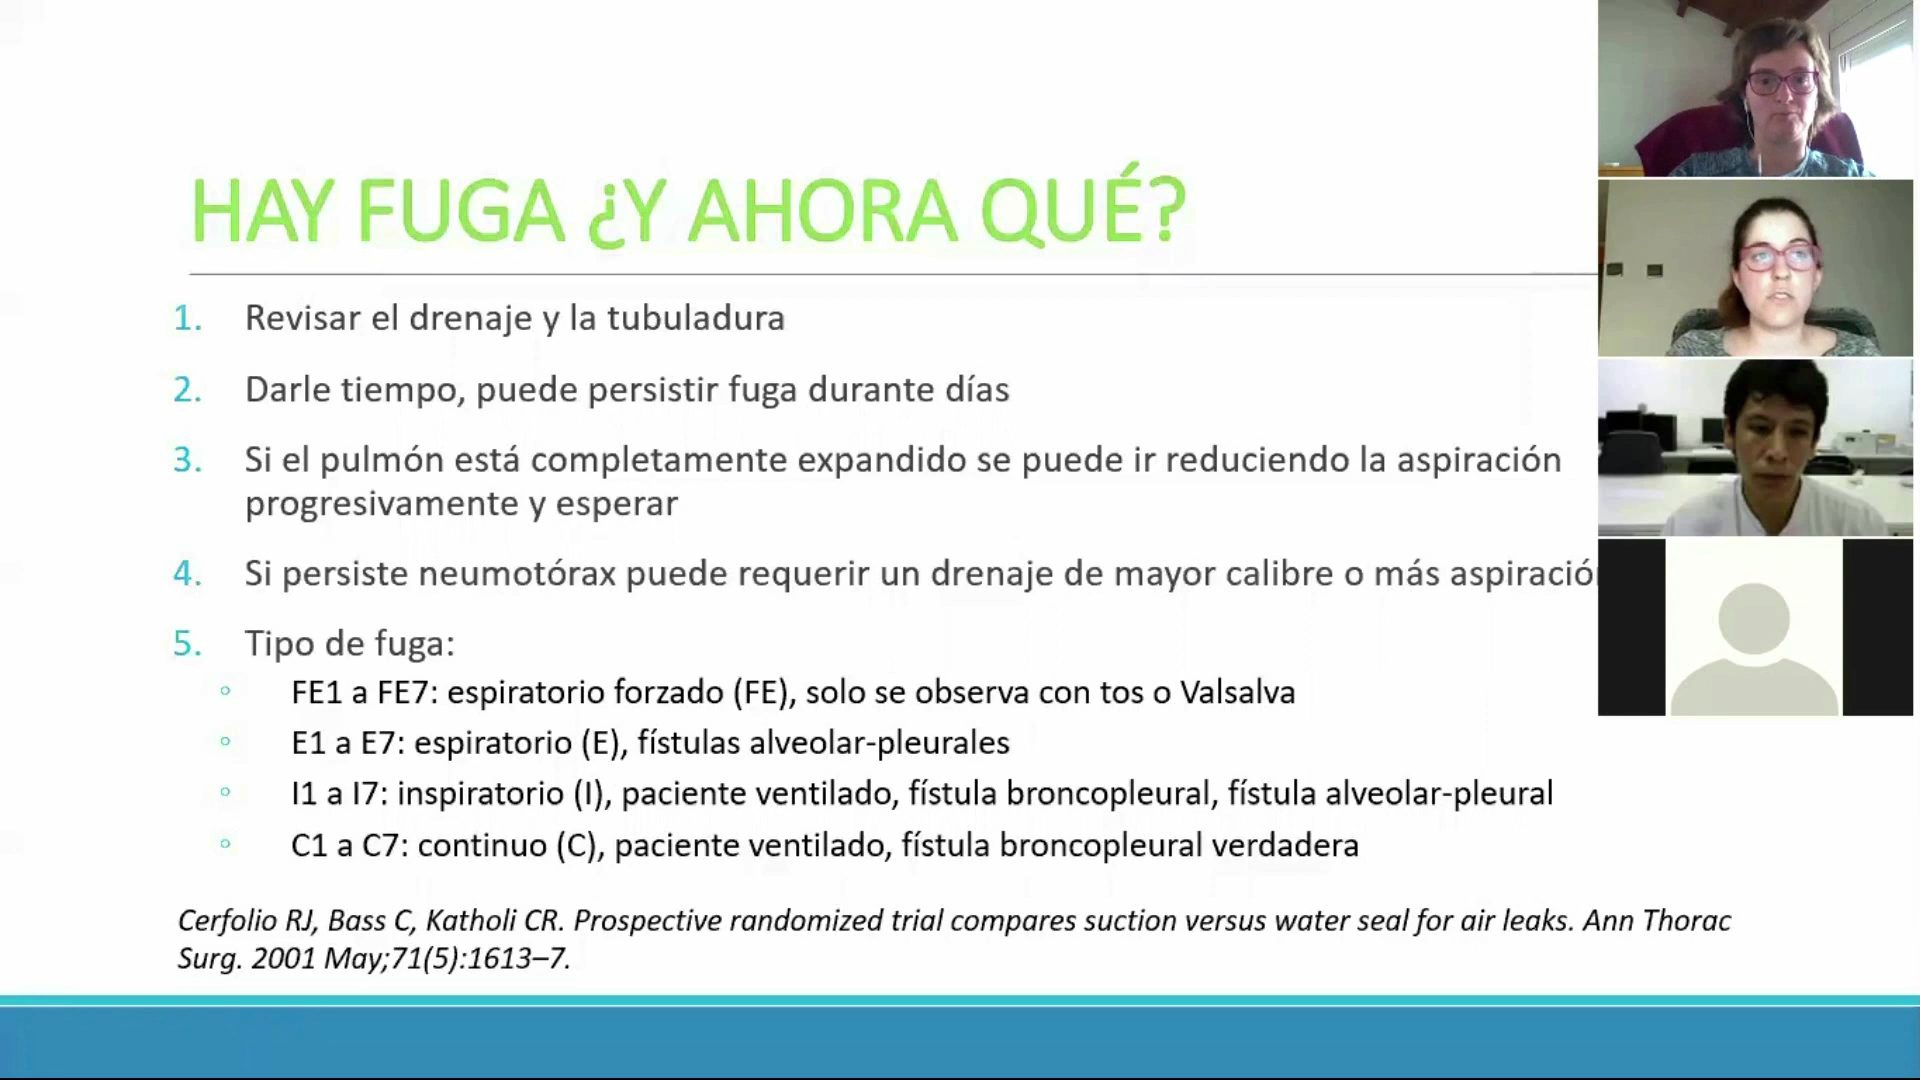 HAY FUGA ¿Y AHORA QUÉ?
1. Revisar el drenaje y la tubuladura
2. Darle tiempo, puede persistir fuga durante días
3. Si el pulmón está completamente expandido se puede ir reduciendo la aspiración
progresivamente y esperar
4. Si persiste neumotórax puede requerir un drenaje de mayor calibre o más aspiración
5. Tipo de fuga:
◦ FE1 a FE7: espiratorio forzado (FE), solo se observa con tos o Valsalva
◦ E1 a E7: espiratorio (E), fístulas alveolar-pleurales
◦ I1 a I7: inspiratorio (I), paciente ventilado, fístula broncopleural, fístula alveolar-pleural
◦ C1 a C7: continuo (C), paciente ventilado, fístula broncopleural verdadera
Cerfolio RJ, Bass C, Katholi CR. Prospective randomized trial compares suction versus water seal for air leaks. Ann Thorac
Surg. 2001 May;71(5):1613–7.